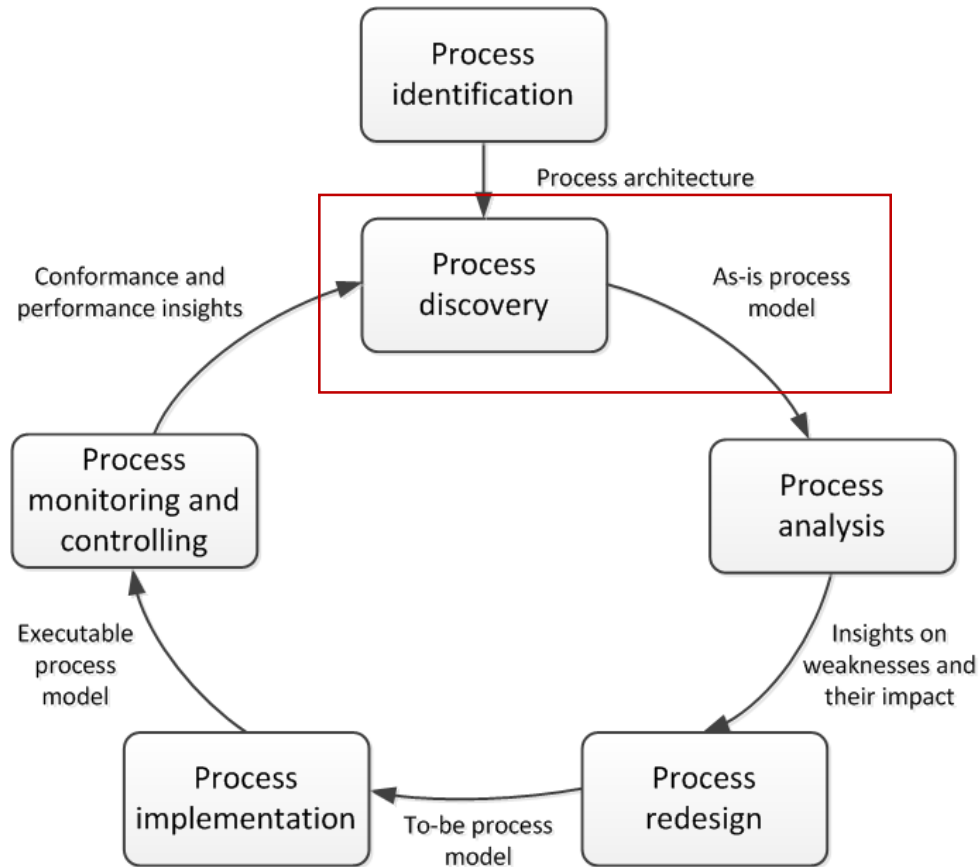 Process
identification
Process architecture
Process
discovery
As-is process
model
Conformance and
performance insights
Process
monitoring and
controlling
Process
analysis
Executable
process
model
Insights on
weaknesses and
their impact
Process
implementation
To-be process
model
Process
redesign